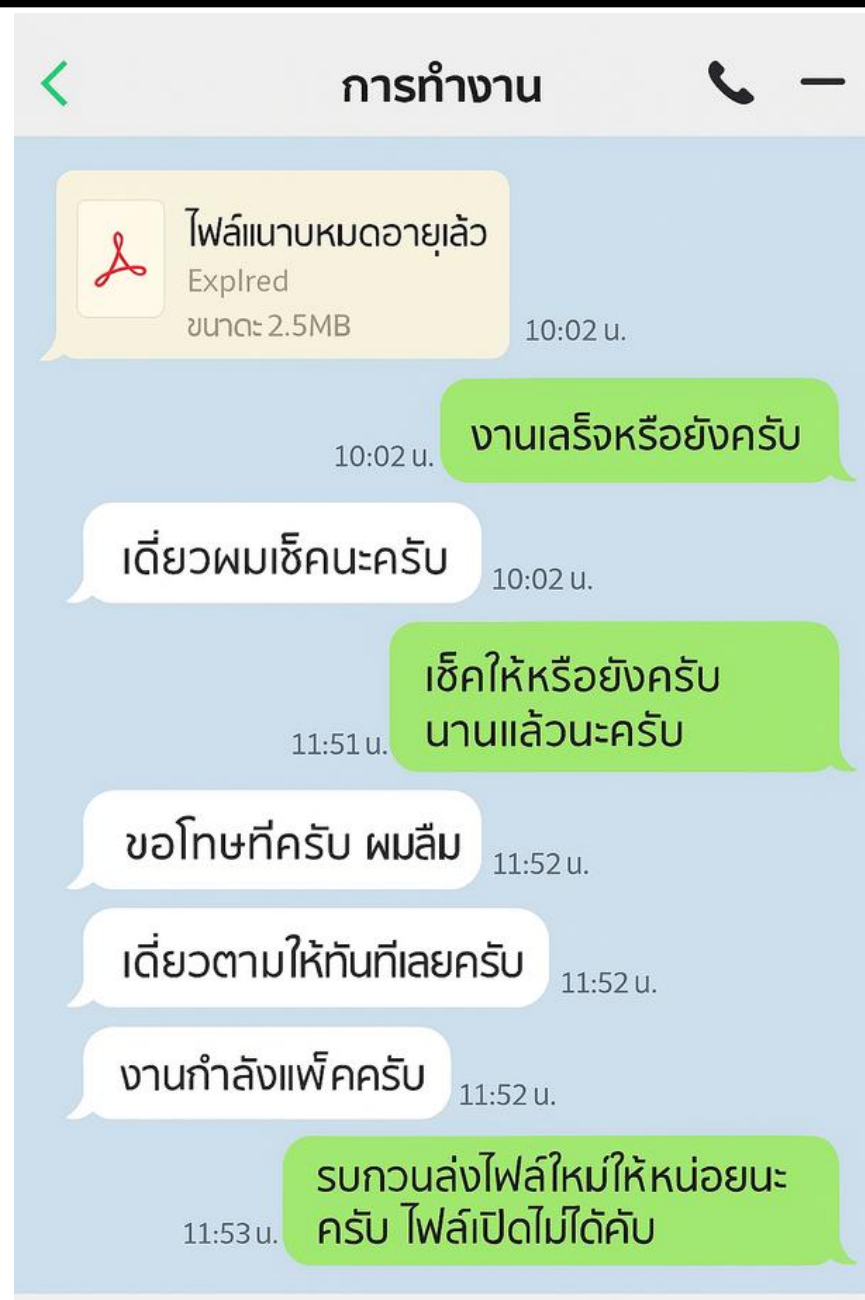 การทำงาน
ไฟล์แนาบหมดอายุเล้ว
Explred
ขนาดะ 2.5MB
10:02 น.
งานเลร็จหรือยังครับ
10:02 น.
เดี่ยวผมเช็คนะครับ
10:02 น.
เช็คให้หรือยังครับ
นานแล้วนะครับ
11:51 น.
ขอโทษทีครับ ผมลืม
11:52 น.
เดี่ยวตามให้ทันทีเลยครับ
11:52 น.
งานกำลังแพ็คครับ
11:52 น.
รบกวนล่งไฟล์ใหม่ให้หน่อยนะ
ครับ ไฟล์เปิดไม่ได้คับ
11:53 น.